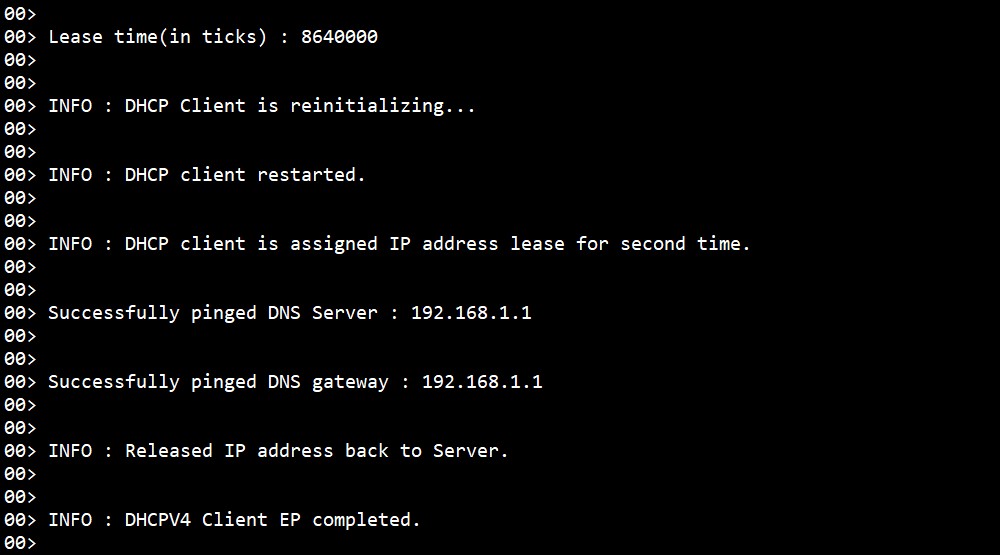 00>
00> Lease time(in ticks) : 8640000
00>
00>
00> INFO : DHCP Client is reinitializing...
00>
00>
00> INFO : DHCP client restarted.
00>
00>
00> INFO : DHCP client is assigned IP address lease for second time.
00>
00>
00> Successfully pinged DNS Server : 192.168.1.1
00>
00>
00> Successfully pinged DNS gateway : 192.168.1.1
00>
00>
00> INFO : Released IP address back to Server.
00>
00>
00> INFO : DHCPV4 Client EP completed.
00>